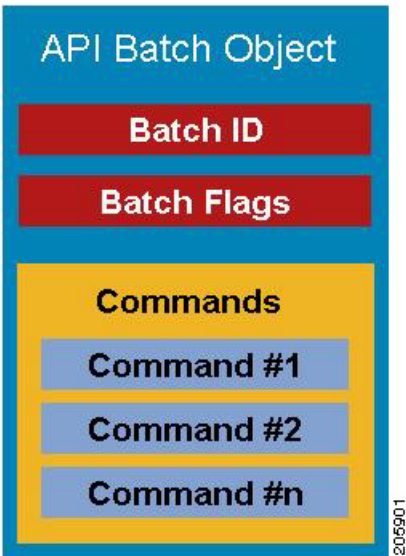 API Batch Object
Batch ID
Batch Flags
Commands
Command #1
Command #2
Command #n
205901